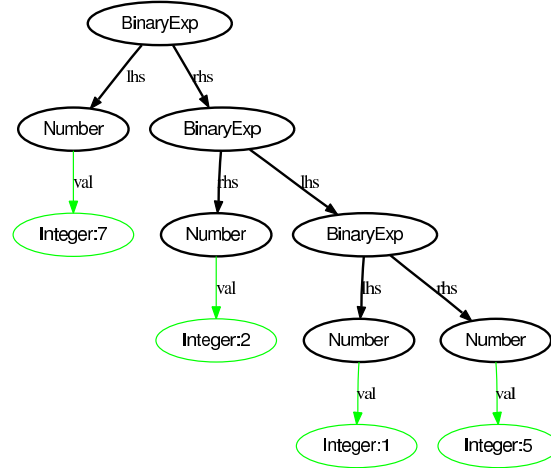 BinaryExp
lhs
rhs
Number
BinaryExp
val
rhs
lhs
Integer:7
Number
BinaryExp
val
lhs
rhs
Integer:2
Number
Number
val
val
Integer:1
Integer:5